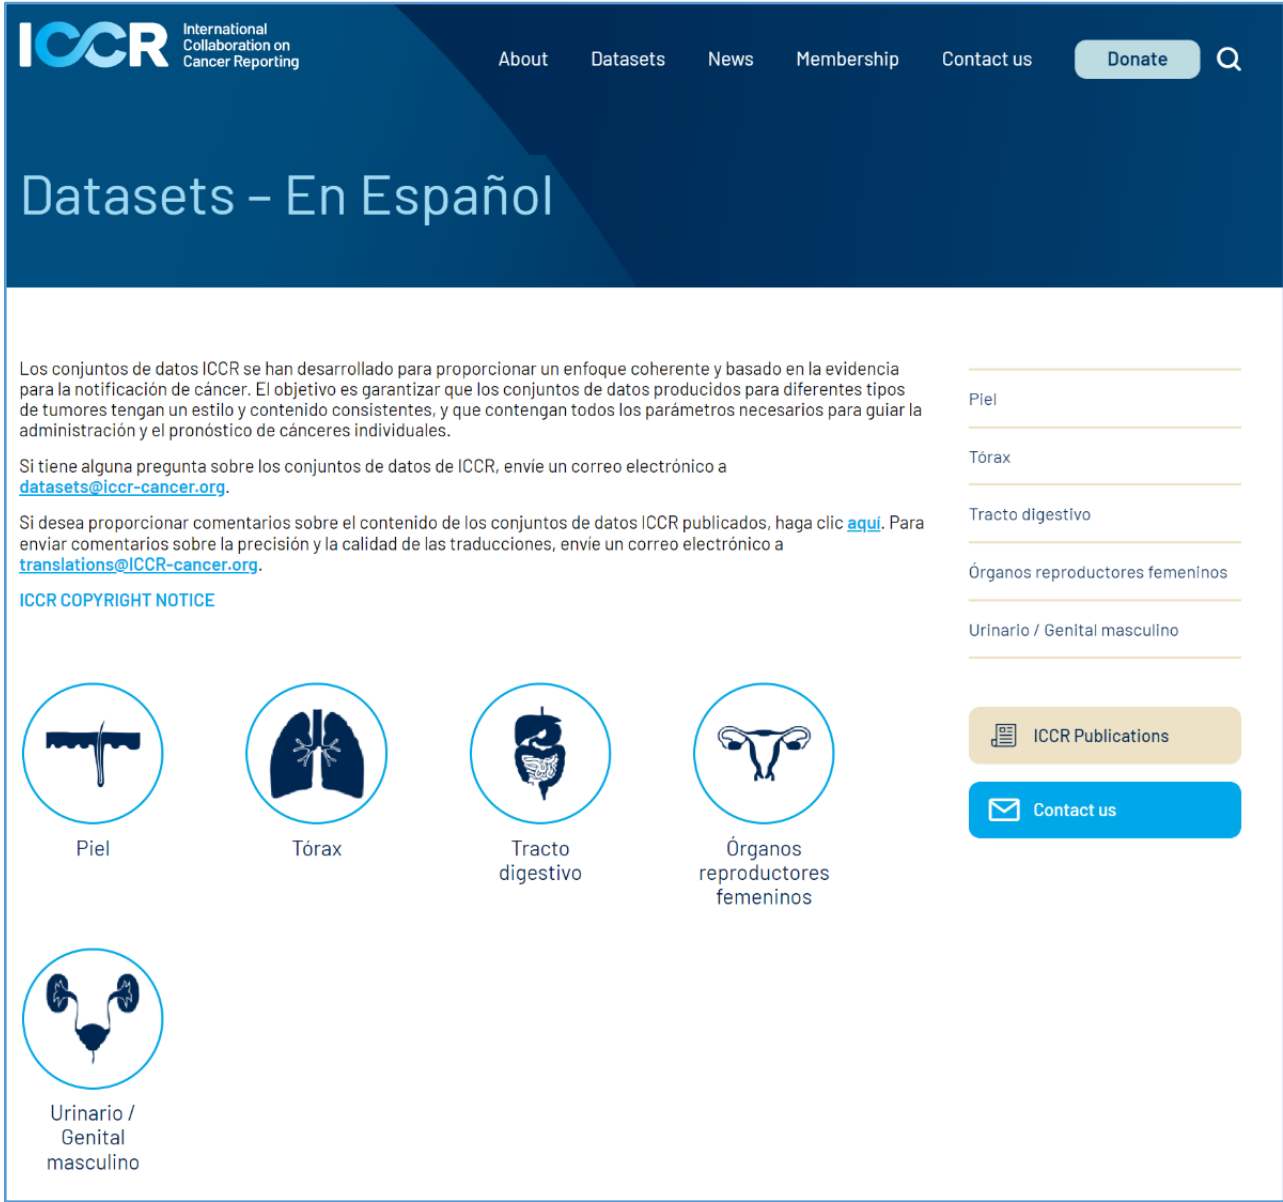 ICCR
International
Collaboration on
Cancer Reporting
About
Datasets
News
Membership
Contact us
Donate
Datasets – En Español
Los conjuntos de datos ICCR se han desarrollado para proporcionar un enfoque coherente y basado en la evidencia
para la notificación de cáncer. El objetivo es garantizar que los conjuntos de datos producidos para diferentes tipos
de tumores tengan un estilo y contenido consistentes, y que contengan todos los parámetros necesarios para guiar la
administración y el pronóstico de cánceres individuales.
Si tiene alguna pregunta sobre los conjuntos de datos de ICCR, envíe un correo electrónico a
datasets@iccr-cancer.org.
Si desea proporcionar comentarios sobre el contenido de los conjuntos de datos ICCR publicados, haga clic aquí. Para
enviar comentarios sobre la precisión y la calidad de las traducciones, envíe un correo electrónico a
translations@ICCR-cancer.org.
ICCR COPYRIGHT NOTICE
Piel
Tórax
Tracto digestivo
Órganos reproductores femeninos
Urinario / Genital masculino
ICCR Publications
Contact us
Piel
Tórax
Tracto
digestivo
Órganos
reproductores
femeninos
Urinario /
Genital
masculino